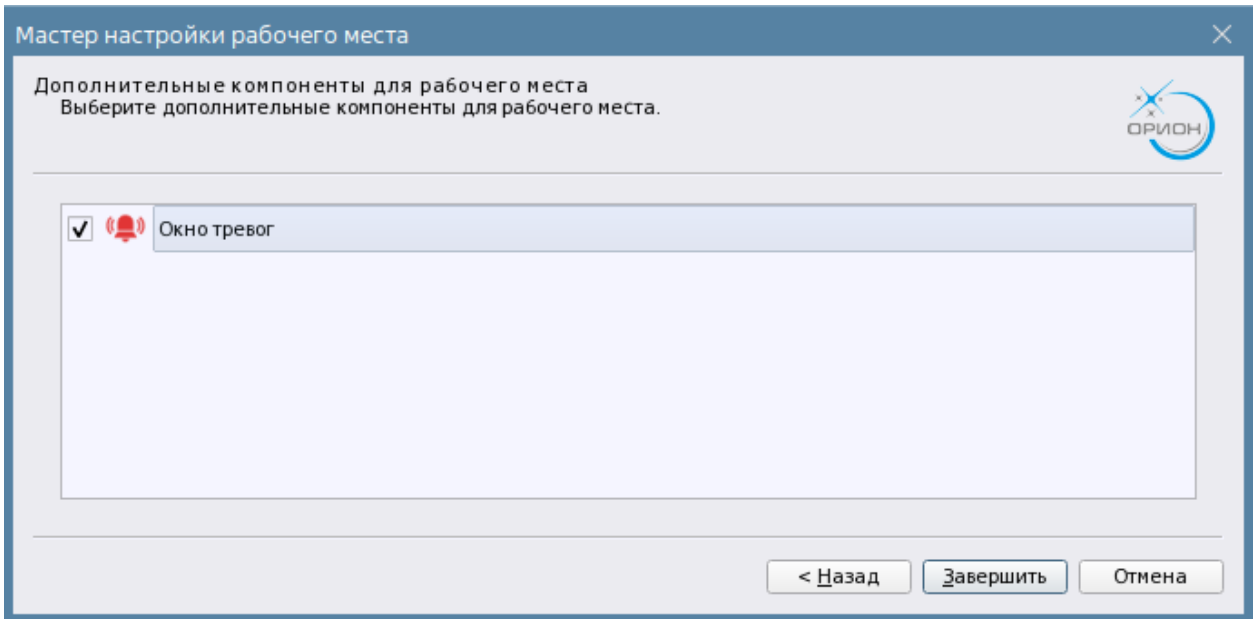 Мастер настройки рабочего места
Дополнительные компоненты для рабочего места
Выберите дополнительные компоненты для рабочего места.
ОРИОН
Окно тревог
< Назад
Завершить
Отмена